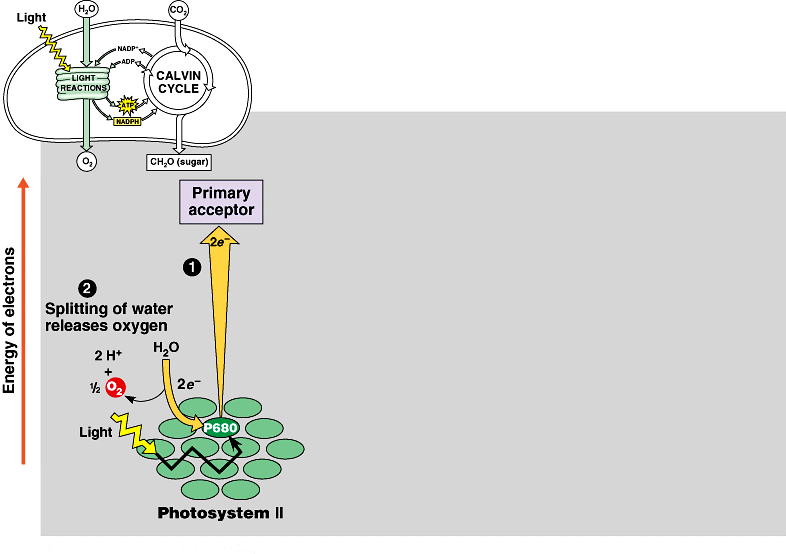 Light
H₂O
CO₂
NADP⁺
ADP
LIGHT
REACTIONS
CALVIN
CYCLE
ATP
NADPH
O₂
CH₂O (sugar)
Energy of electrons
Primary
acceptor
2e⁻
1
2
Splitting of water
releases oxygen
2 H⁺
+
½ O₂
H₂O
2e⁻
P680
Light
Photosystem II